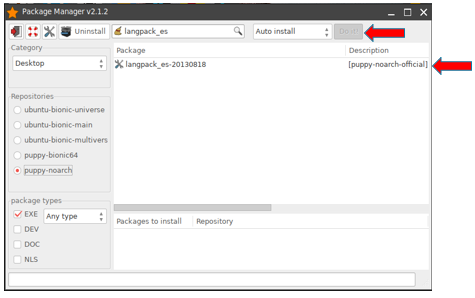 Package Manager v2.1.2
Uninstall
langpack_es
Auto install
Do it!
Category
Desktop
Package
Description
langpack_es-20130818
[puppy-noarch-official]
Repositories
ubuntu-bionic-universe
ubuntu-bionic-main
ubuntu-bionic-multivers
puppy-bionic64
puppy-noarch
package types
EXE
Any type
DEV
DOC
NLS
Packages to install
Repository